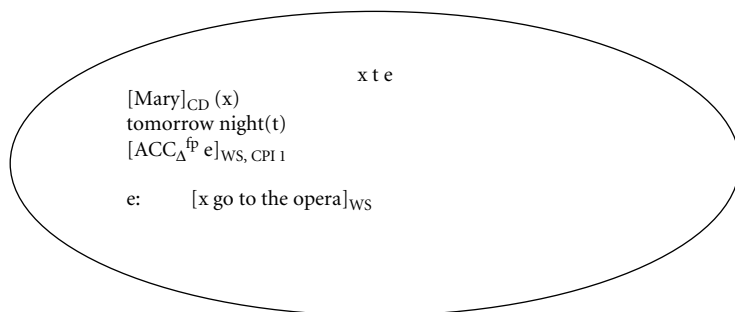 x t e
[Mary]CD (x)
tomorrow night(t)
[ACCΔfp e]WS, CPI 1
e: [x go to the opera]WS